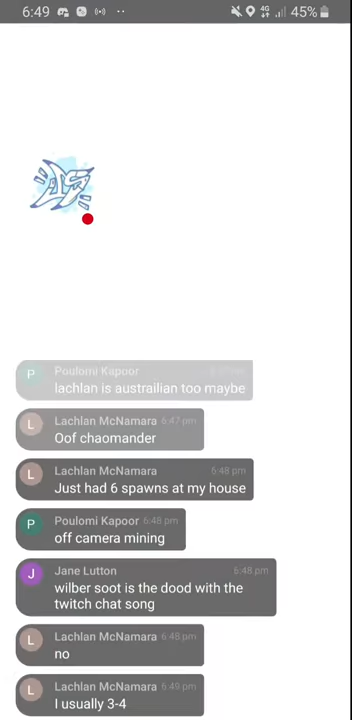 6:49
4G
45%
Poulomi Kapoor
lachlan is austrailian too maybe
Lachlan McNamara 6:47 pm
Oof chaomander
Lachlan McNamara 6:48 pm
Just had 6 spawns at my house
Poulomi Kapoor 6:48 pm
off camera mining
Jane Lutton 6:48 pm
wilber soot is the dood with the
twitch chat song
Lachlan McNamara 6:48 pm
no
Lachlan McNamara 6:49 pm
I usually 3-4